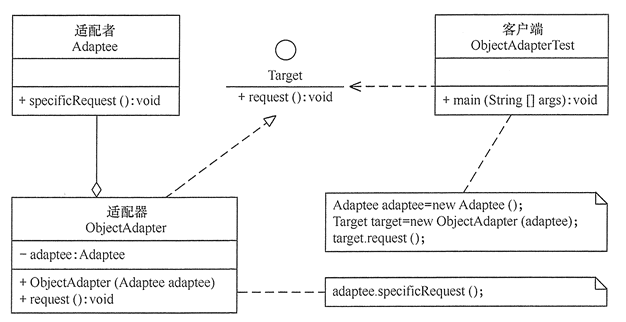 适配者
Adaptee
+ specificRequest ():void
Target
+ request ():void
客户端
ObjectAdapterTest
+ main (String [] args):void
适配器
ObjectAdapter
− adaptee:Adaptee
+ ObjectAdapter (Adaptee adaptee)
+ request ():void
Adaptee adaptee=new Adaptee ();
Target target=new ObjectAdapter (adaptee);
target.request ();
adaptee.specificRequest ();